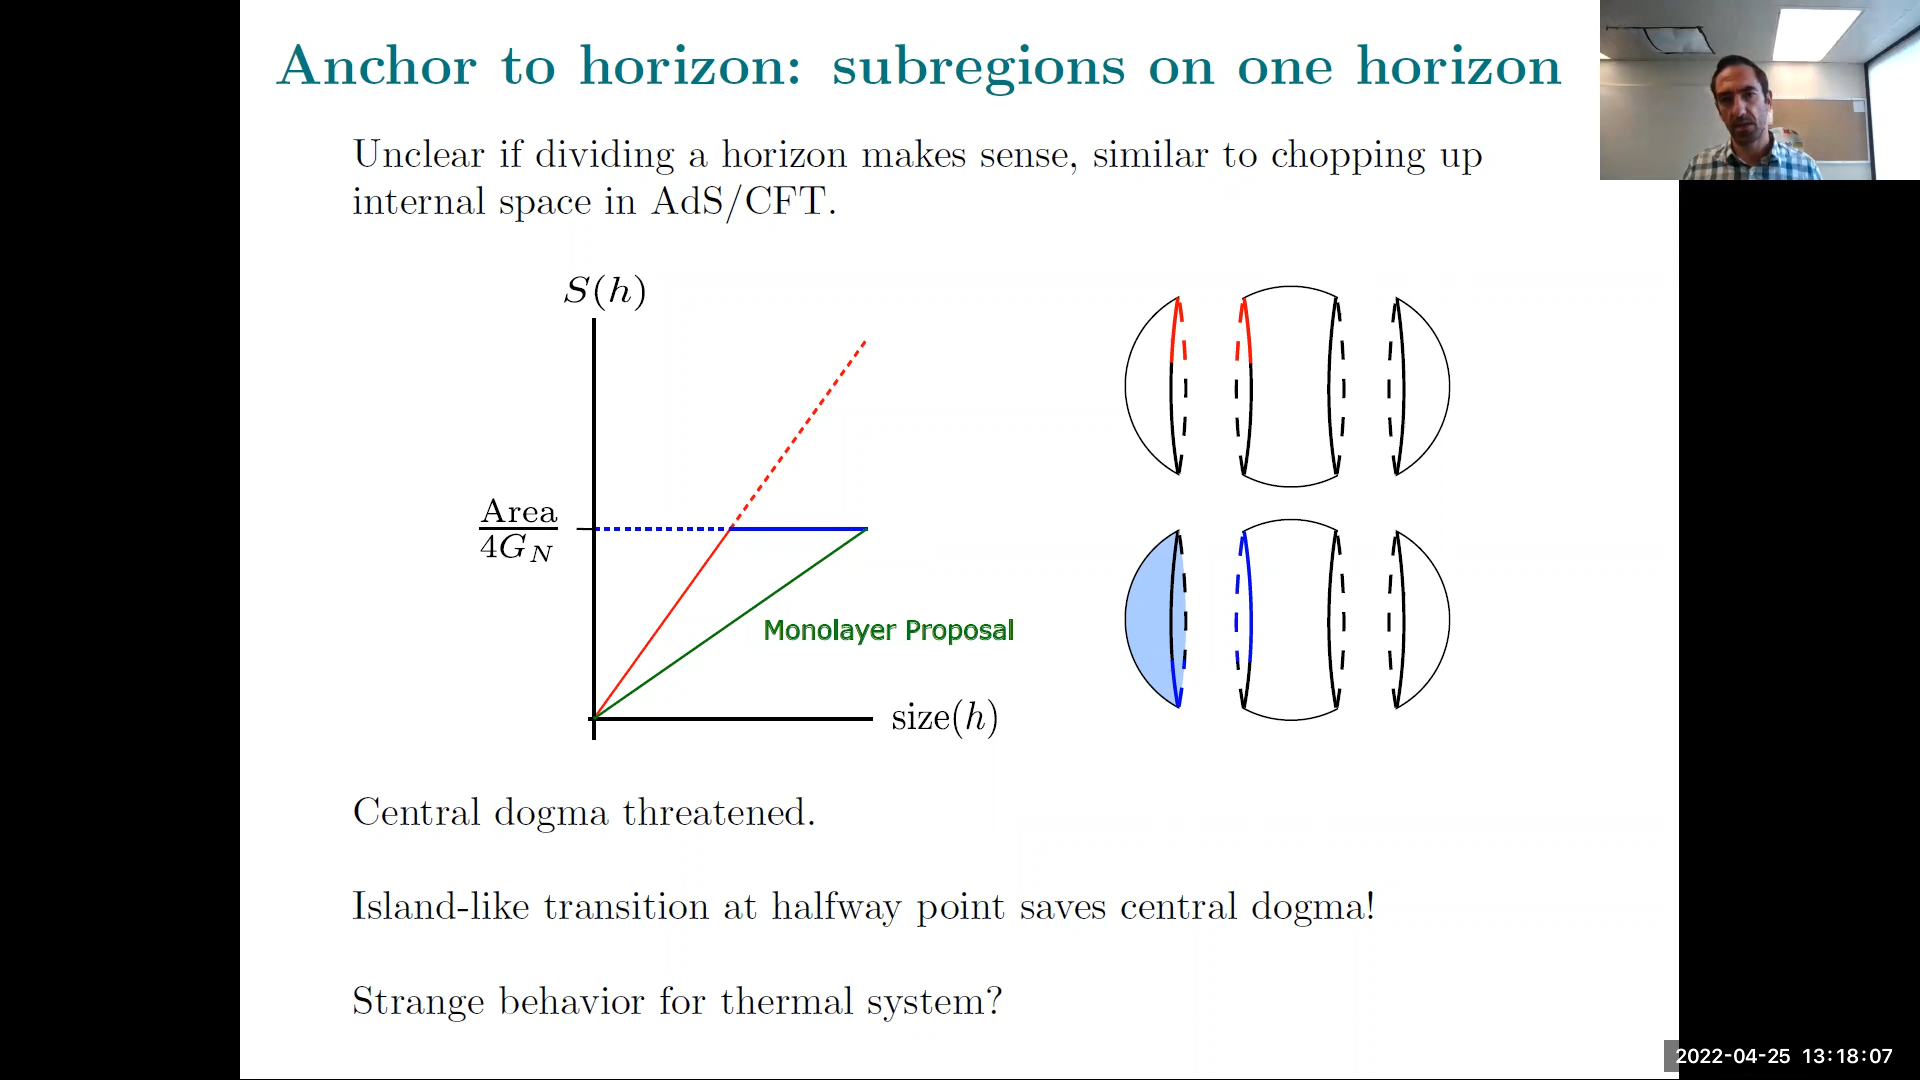 Anchor to horizon: subregions on one horizon
Unclear if dividing a horizon makes sense, similar to chopping up
internal space in AdS/CFT.
S(h)
Area
4G_N
Monolayer Proposal
size(h)
Central dogma threatened.
Island-like transition at halfway point saves central dogma!
Strange behavior for thermal system?
2022-04-25 13:18:07